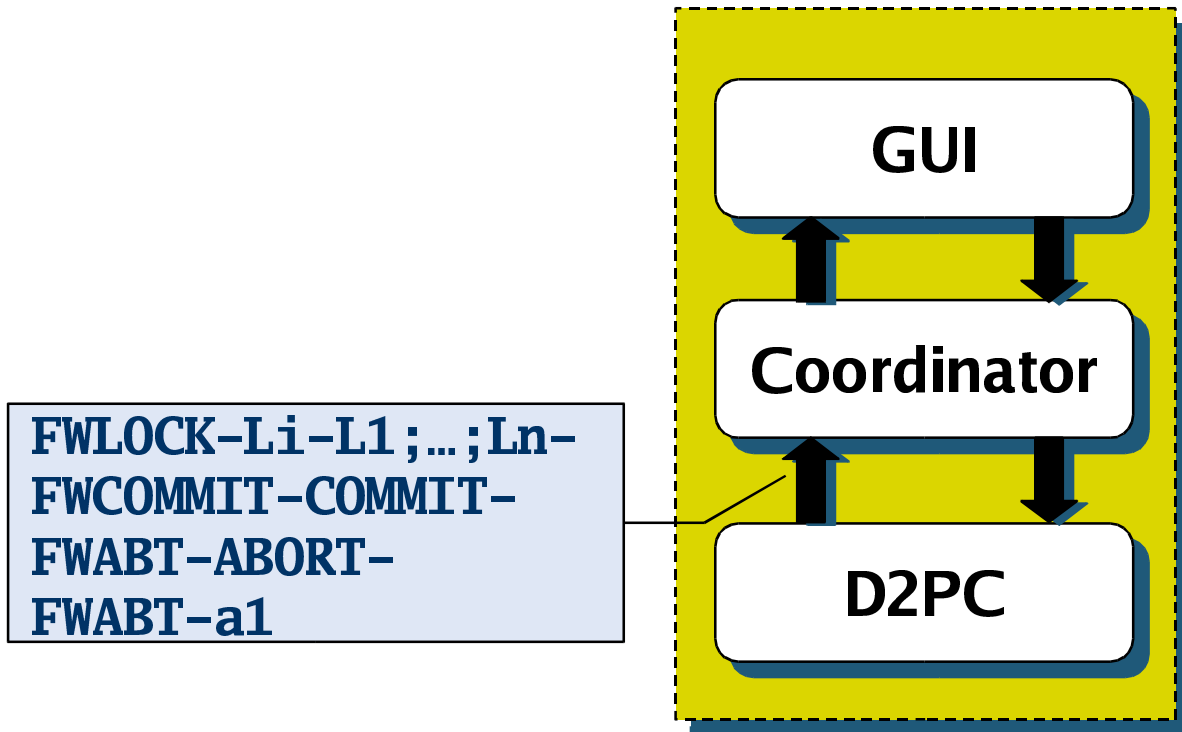 GUI
Coordinator
FWLOCK-Li-L1;…;Ln-
FWCOMMIT-COMMIT-
FWABT-ABORT-
FWABT-a1
D2PC